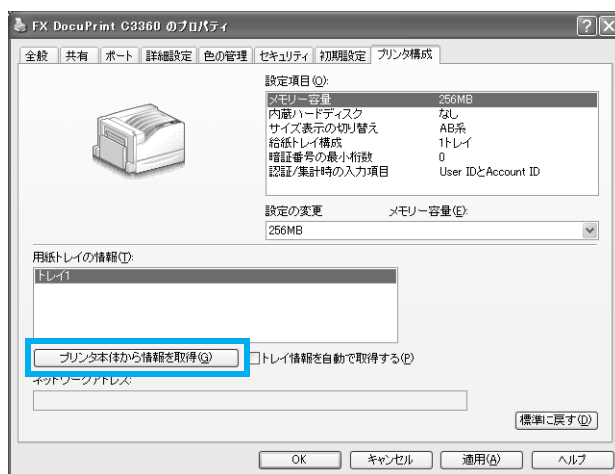 FX DocuPrint C3360 のプロパティ
全般 共有 ポート 詳細設定 色の管理 セキュリティ 初期設定 プリンタ構成
設定項目(O):
メモリー容量 256MB
内蔵ハードディスク なし
サイズ表示の切り替え AB系
給紙トレイ構成 1トレイ
暗証番号の最小桁数 0
認証/集計時の入力項目 User IDとAccount ID
設定の変更 メモリー容量(E):
256MB
用紙トレイの情報(T):
トレイ1
プリンタ本体から情報を取得(G) トレイ情報を自動で取得する(P)
ネットワークアドレス:
標準に戻す(D)
OK キャンセル 適用(A) ヘルプ